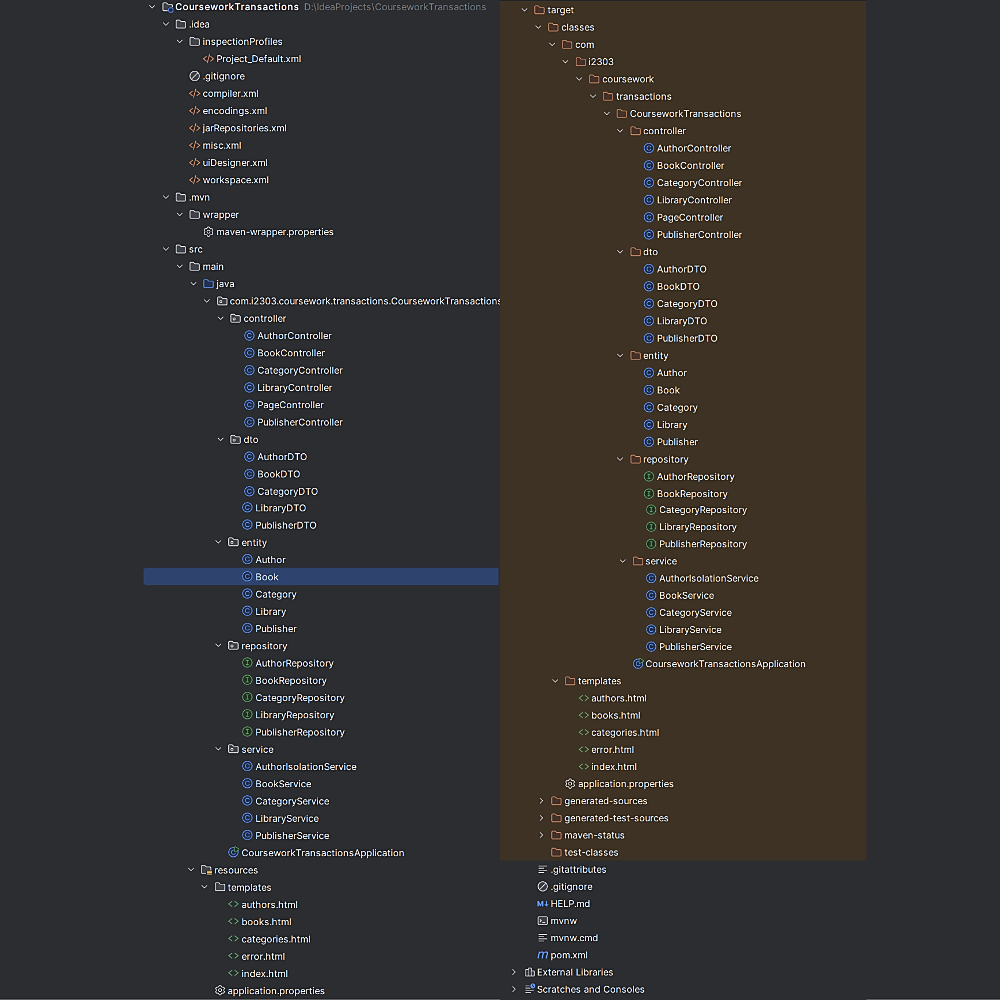 CourseworkTransactions D:\IdeaProjects\CourseworkTransactions
.idea
inspectionProfiles
Project_Default.xml
.gitignore
compiler.xml
encodings.xml
jarRepositories.xml
misc.xml
uiDesigner.xml
workspace.xml
.mvn
wrapper
maven-wrapper.properties
src
main
java
com.i2303.coursework.transactions.CourseworkTransactions
controller
AuthorController
BookController
CategoryController
LibraryController
PageController
PublisherController
dto
AuthorDTO
BookDTO
CategoryDTO
LibraryDTO
PublisherDTO
entity
Author
Book
Category
Library
Publisher
repository
AuthorRepository
BookRepository
CategoryRepository
LibraryRepository
PublisherRepository
service
AuthorIsolationService
BookService
CategoryService
LibraryService
PublisherService
CourseworkTransactionsApplication
resources
templates
authors.html
books.html
categories.html
error.html
index.html
application.properties
target
classes
com
i2303
coursework
transactions
CourseworkTransactions
controller
AuthorController
BookController
CategoryController
LibraryController
PageController
PublisherController
dto
AuthorDTO
BookDTO
CategoryDTO
LibraryDTO
PublisherDTO
entity
Author
Book
Category
Library
Publisher
repository
AuthorRepository
BookRepository
CategoryRepository
LibraryRepository
PublisherRepository
service
AuthorIsolationService
BookService
CategoryService
LibraryService
PublisherService
CourseworkTransactionsApplication
templates
authors.html
books.html
categories.html
error.html
index.html
application.properties
generated-sources
generated-test-sources
maven-status
test-classes
.gitattributes
.gitignore
HELP.md
mvnw
mvnw.cmd
pom.xml
External Libraries
Scratches and Consoles